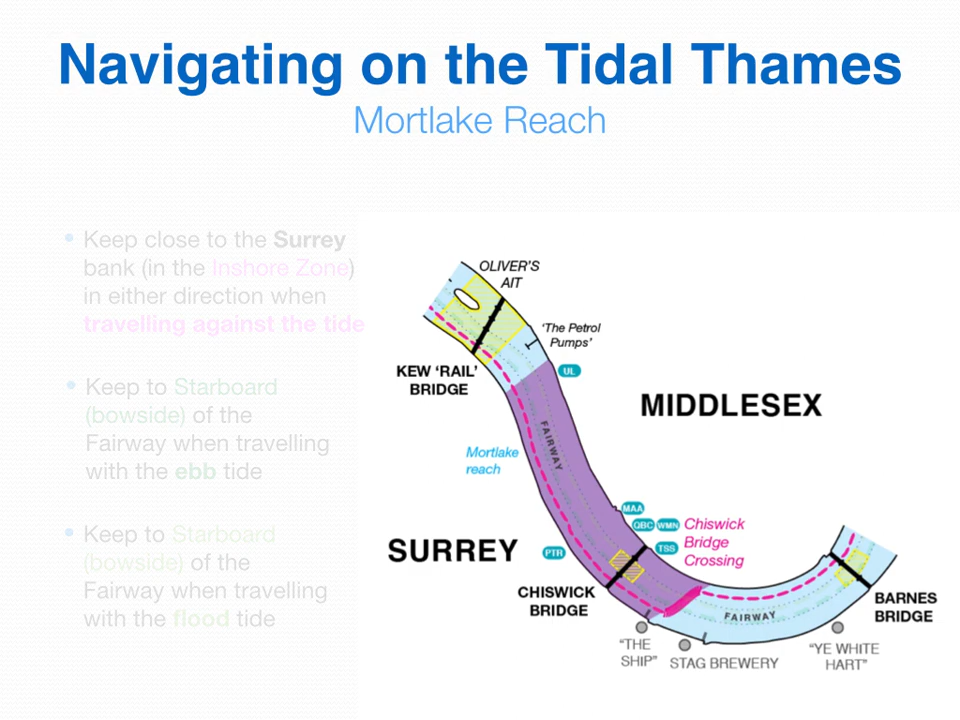 Navigating on the Tidal Thames
Mortlake Reach
• Keep close to the Surrey
bank (in the Inshore Zone)
in either direction when
travelling against the tide
• Keep to Starboard
(bowside) of the
Fairway when travelling
with the ebb tide
• Keep to Starboard
(bowside) of the
Fairway when travelling
with the flood tide
OLIVER'S
AIT
'The Petrol
Pumps'
KEW 'RAIL'
BRIDGE
UL
MIDDLESEX
FAIRWAY
Mortlake
reach
MAA
QBC WMN
TSS
Chiswick
Bridge
Crossing
SURREY
PTR
CHISWICK
BRIDGE
BARNES
BRIDGE
FAIRWAY
"THE
SHIP"
STAG BREWERY
"YE WHITE
HART"